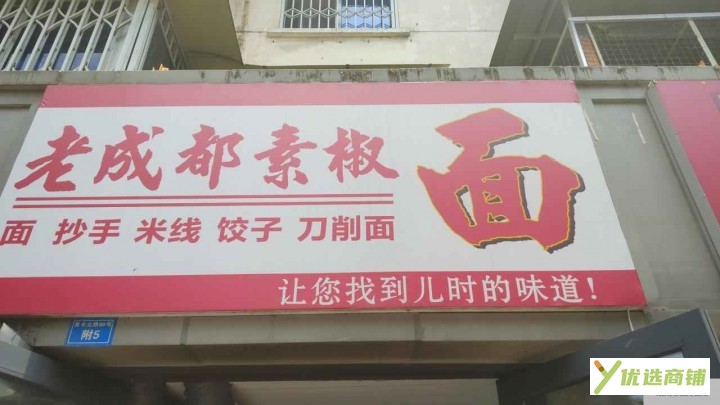 老成都素椒面
面 抄手 米线 饺子 刀削面
让您找到儿时的味道！
附5
优选商铺